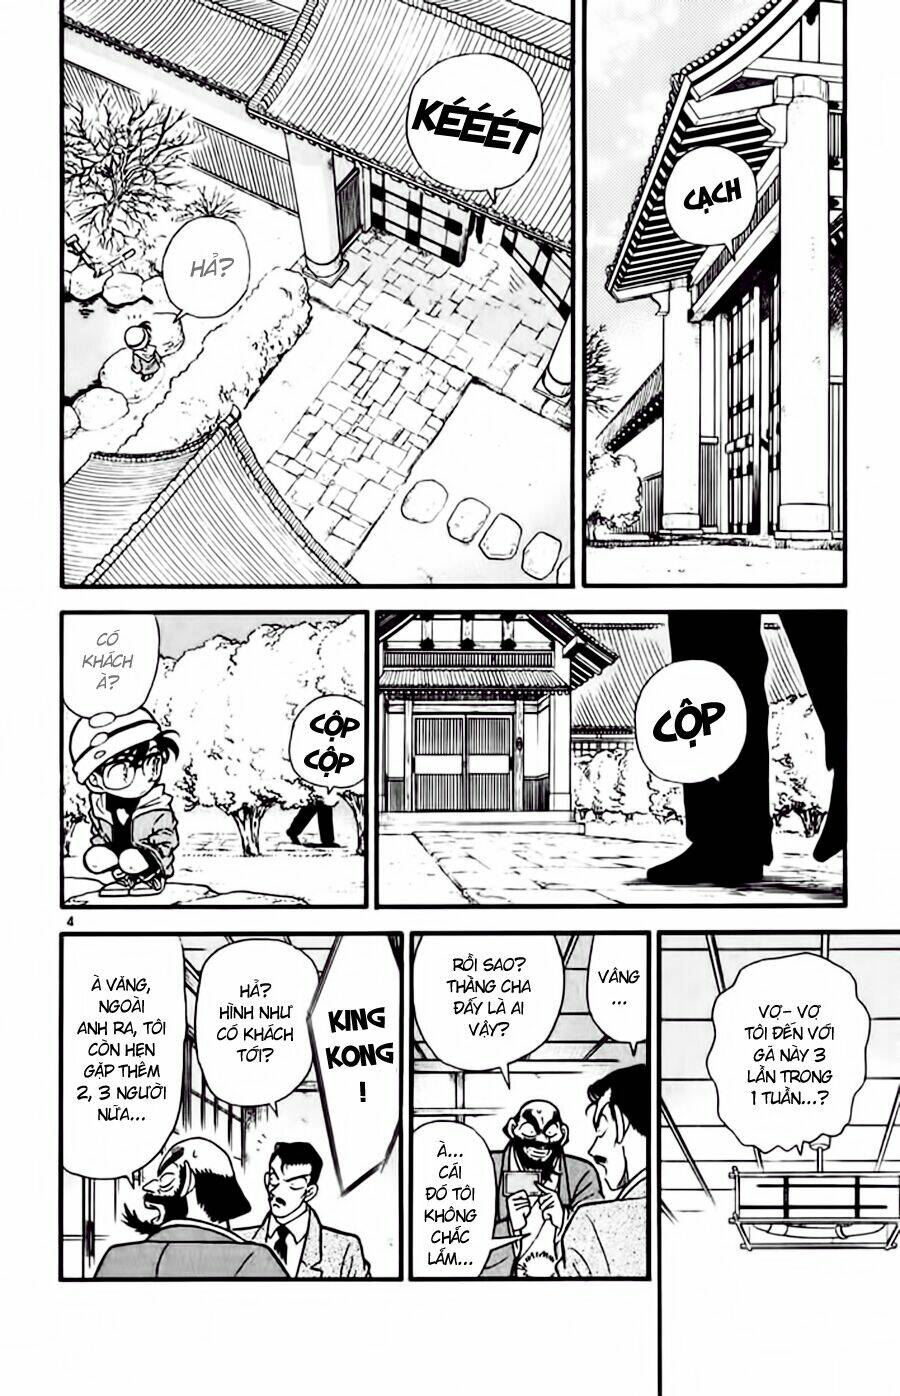 CẠCH
KÉÉÉT
HẢ?
CỘP
CỘP
CỘP
CÓ
KHÁCH
À?
4
VỢ- VỢ
TÔI ĐẾN VỚI
GÃ NÀY 3
LẦN TRONG
1 TUẦN...?
VÂNG
...
RỒI SAO?
THẰNG CHA
ĐẤY LÀ AI
VẬY?
À...
CÁI
ĐÓ TÔI
KHÔNG
CHẮC
LẮM...
KING
KONG
!
HẢ?
HÌNH NHƯ
CÓ KHÁCH
TỚI?
À VĂNG,
NGOÀI
ANH RA, TÔI
CÒN HẸN
GẶP THÊM
2, 3 NGƯỜI
NỮA...